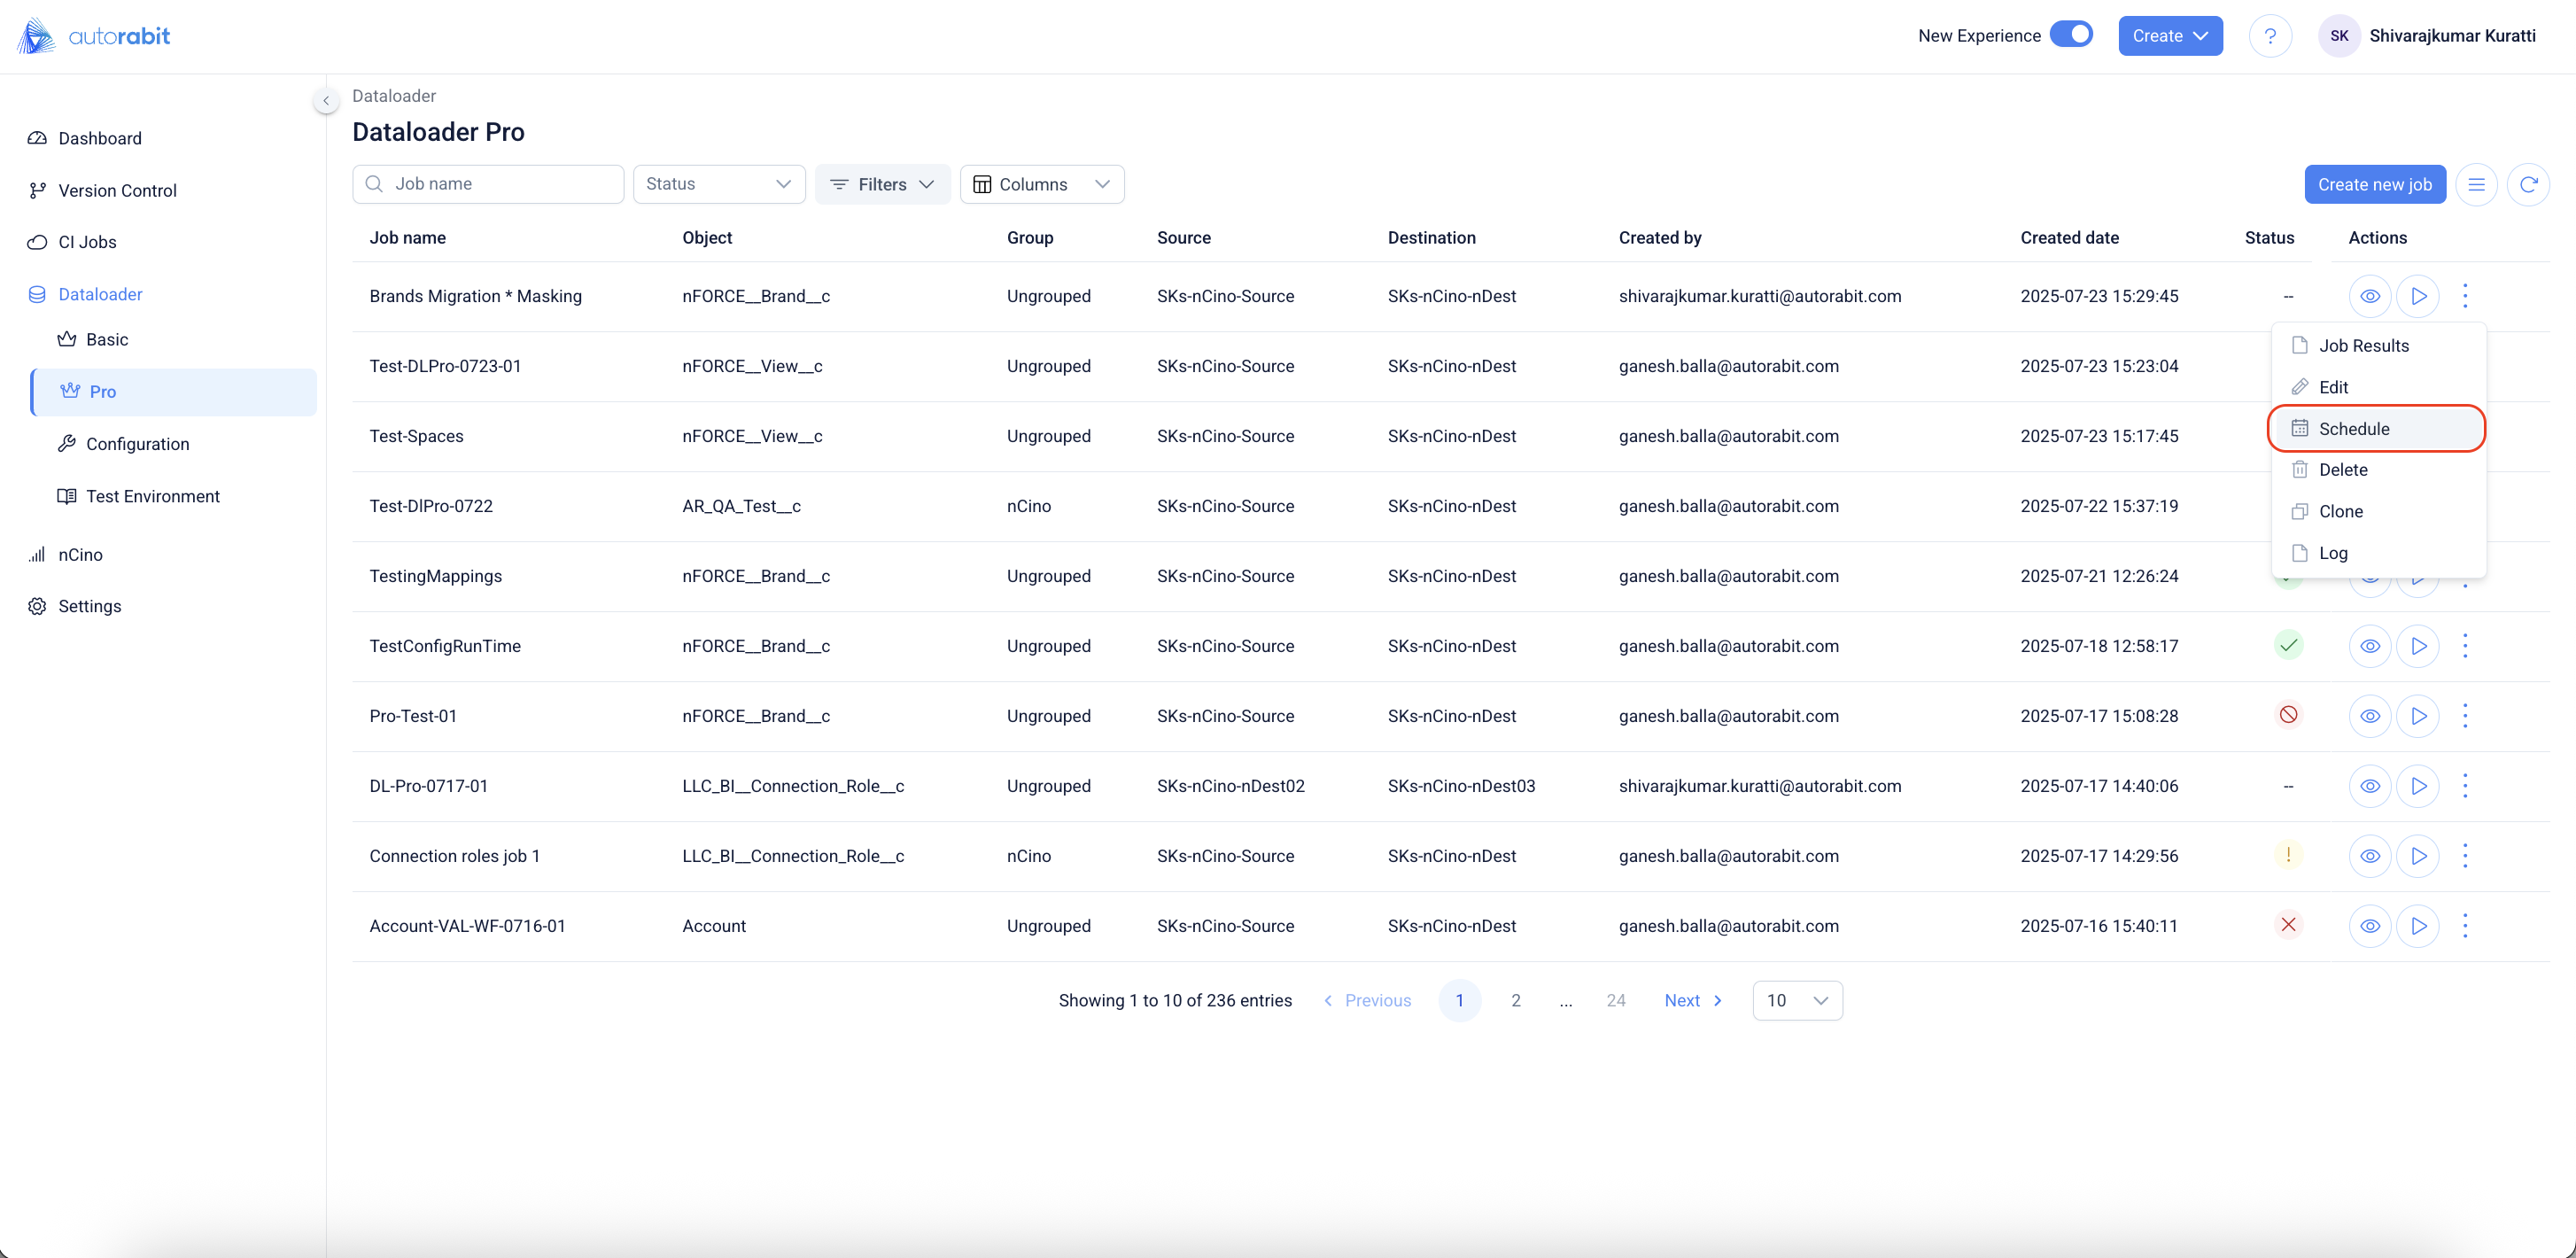 autorabit
New Experience
Create
?
SK
Shivarajkumar Kuratti
Dashboard
Version Control
CI Jobs
Dataloader
Basic
Pro
Configuration
Test Environment
nCino
Settings
Dataloader
Dataloader Pro
Job name
Status
Filters
Columns
Create new job
Job name Object Group Source Destination Created by Created date Status Actions
Brands Migration * Masking nFORCE__Brand__c Ungrouped SKs-nCino-Source SKs-nCino-nDest shivarajkumar.kuratti@autorabit.com 2025-07-23 15:29:45 --
Test-DLPro-0723-01 nFORCE__View__c Ungrouped SKs-nCino-Source SKs-nCino-nDest ganesh.balla@autorabit.com 2025-07-23 15:23:04
Test-Spaces nFORCE__View__c Ungrouped SKs-nCino-Source SKs-nCino-nDest ganesh.balla@autorabit.com 2025-07-23 15:17:45
Test-DlPro-0722 AR_QA_Test__c nCino SKs-nCino-Source SKs-nCino-nDest ganesh.balla@autorabit.com 2025-07-22 15:37:19
TestingMappings nFORCE__Brand__c Ungrouped SKs-nCino-Source SKs-nCino-nDest ganesh.balla@autorabit.com 2025-07-21 12:26:24
TestConfigRunTime nFORCE__Brand__c Ungrouped SKs-nCino-Source SKs-nCino-nDest ganesh.balla@autorabit.com 2025-07-18 12:58:17
Pro-Test-01 nFORCE__Brand__c Ungrouped SKs-nCino-Source SKs-nCino-nDest ganesh.balla@autorabit.com 2025-07-17 15:08:28
DL-Pro-0717-01 LLC_BI__Connection_Role__c Ungrouped SKs-nCino-nDest02 SKs-nCino-nDest03 shivarajkumar.kuratti@autorabit.com 2025-07-17 14:40:06 --
Connection roles job 1 LLC_BI__Connection_Role__c nCino SKs-nCino-Source SKs-nCino-nDest ganesh.balla@autorabit.com 2025-07-17 14:29:56 !
Account-VAL-WF-0716-01 Account Ungrouped SKs-nCino-Source SKs-nCino-nDest ganesh.balla@autorabit.com 2025-07-16 15:40:11
Job Results
Edit
Schedule
Delete
Clone
Log
Showing 1 to 10 of 236 entries Previous 1 2 ... 24 Next 10